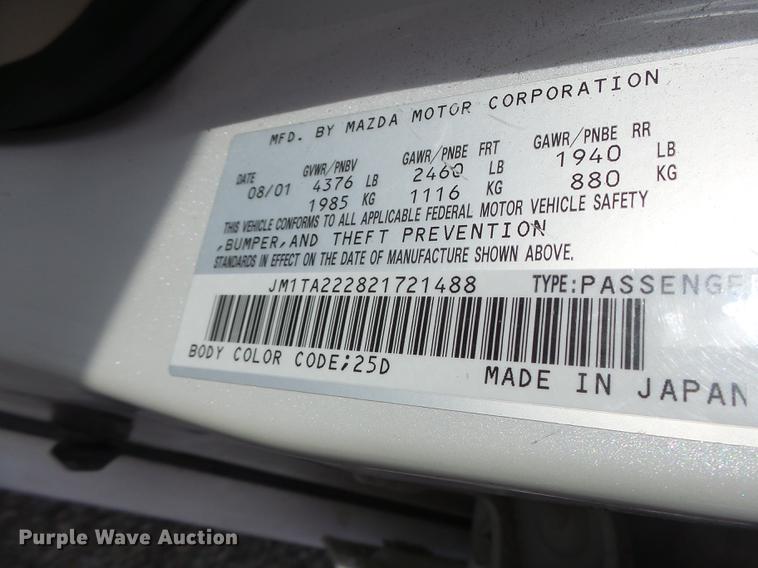 MFD. BY MAZDA MOTOR CORPORATION
DATE GVWR/PNBV GAWR/PNBE FRT GAWR/PNBE RR
08/01 4376 LB 2460 LB 1940 LB
1985 KG 1116 KG 880 KG
THIS VEHICLE CONFORMS TO ALL APPLICABLE FEDERAL MOTOR VEHICLE SAFETY
,BUMPER,AND THEFT PREVENTION
STANDARDS IN EFFECT ON THE DATE OF MANUFACTURE SHOWN ABOVE.
JM1TA222821721488 TYPE:PASSENGE
BODY COLOR CODE;25D MADE IN JAPAN
Purple Wave Auction